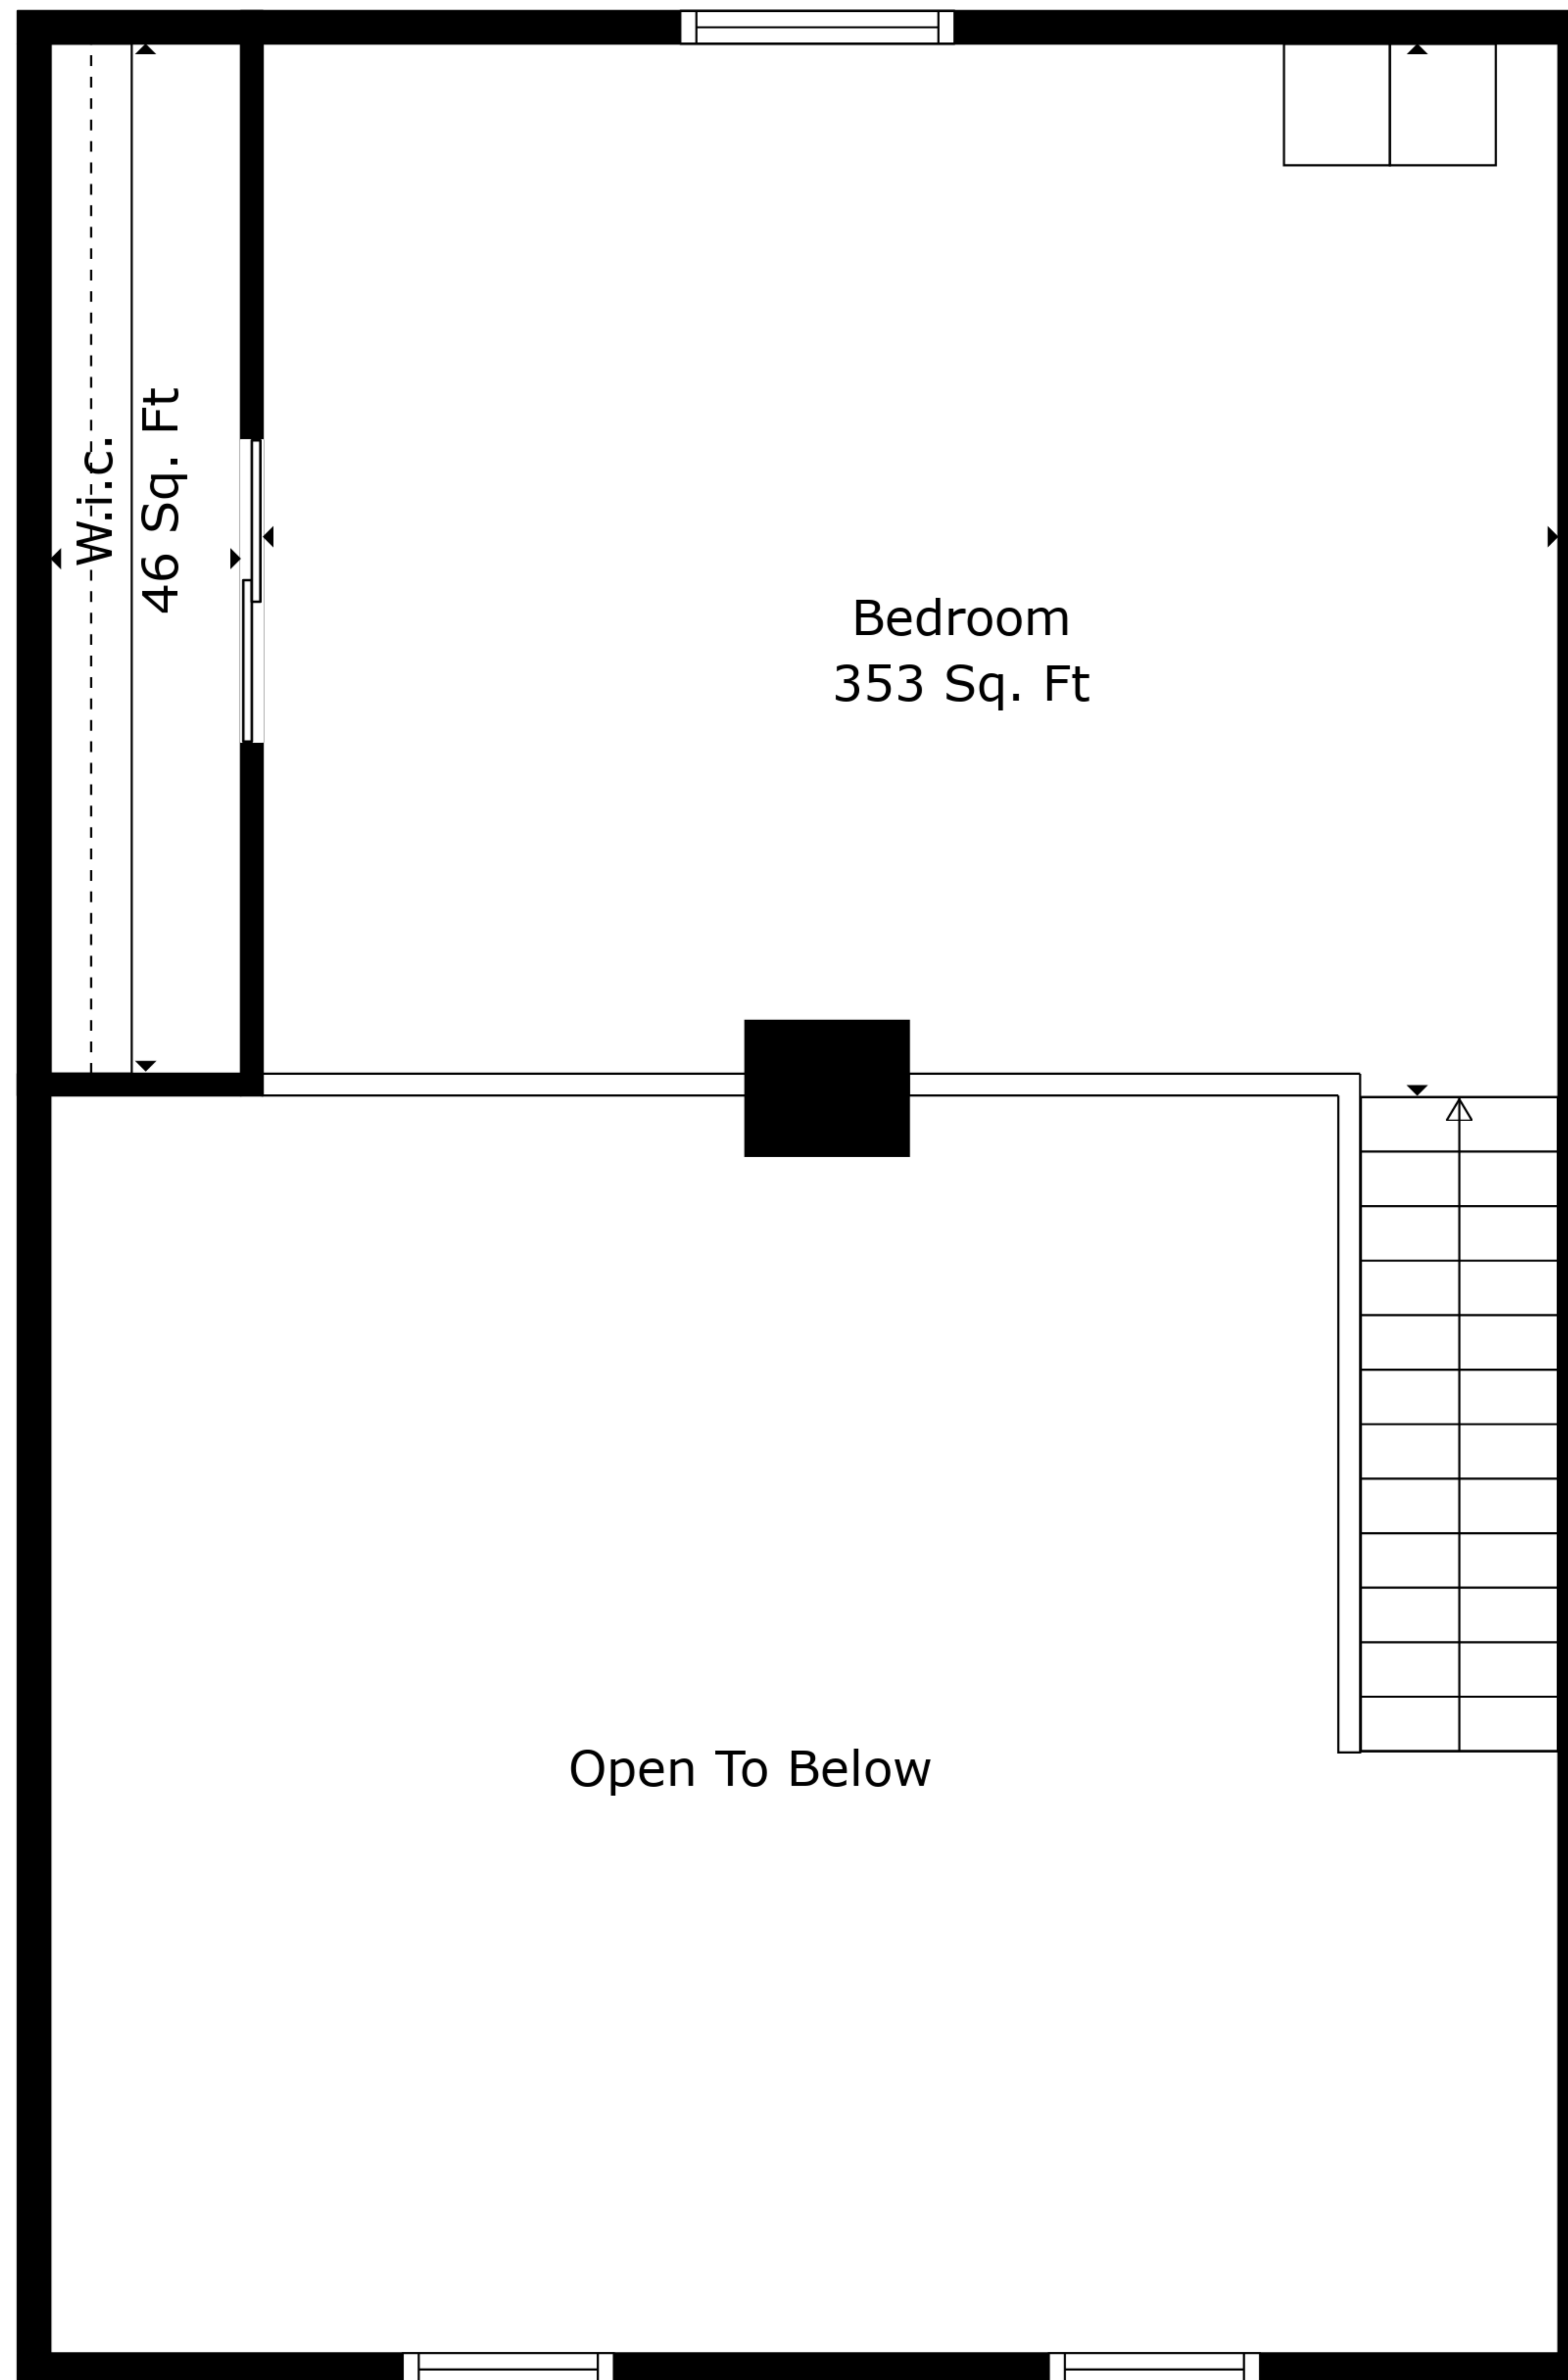 W.i.c.
46 Sq. Ft
Bedroom
353 Sq. Ft
Open To Below